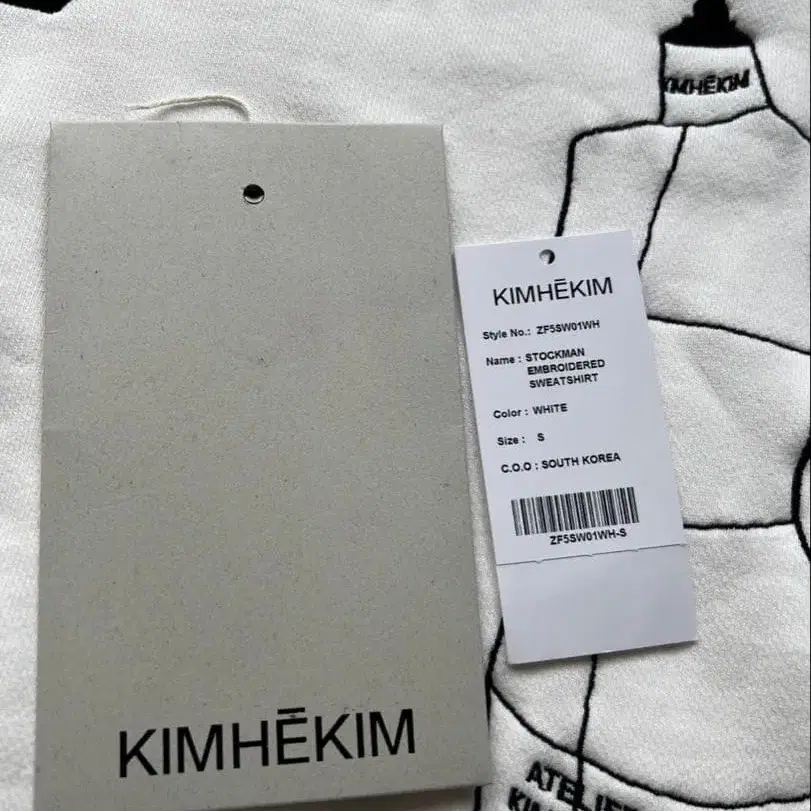 KIMHĒKIM
KIMHĒKIM
Style No.: ZF5SW01WH
Name : STOCKMAN
EMBROIDERED
SWEATSHIRT
Color : WHITE
Size : S
C.O.O : SOUTH KOREA
ZF5SW01WH-S
KIMHĒKIM